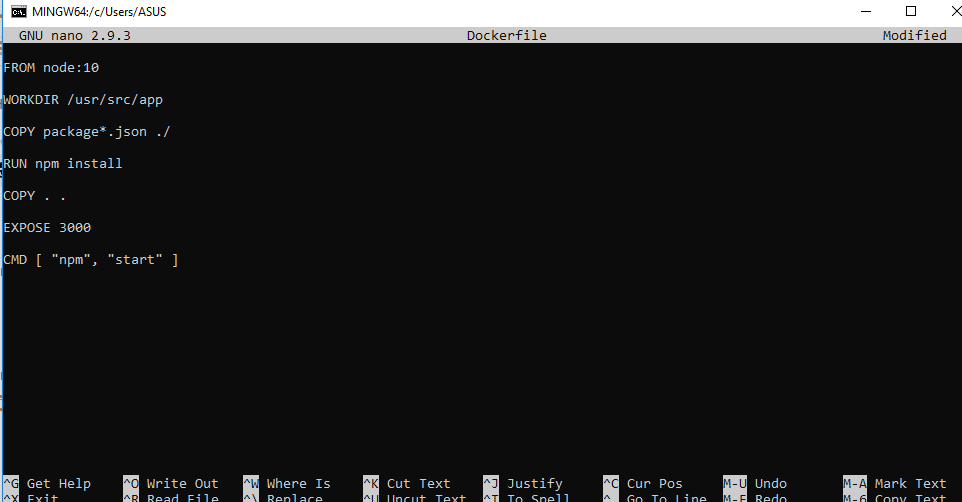 MINGW64:/c/Users/ASUS
GNU nano 2.9.3 Dockerfile Modified
FROM node:10
WORKDIR /usr/src/app
COPY package*.json ./
RUN npm install
COPY . .
EXPOSE 3000
CMD [ "npm", "start" ]
^G Get Help ^O Write Out ^W Where Is ^K Cut Text ^J Justify ^C Cur Pos M-U Undo M-A Mark Text
^X Exit ^R Read File ^\ Replace ^U Uncut Text ^T To Spell ^_ Go To Line M-E Redo M-6 Copy Text